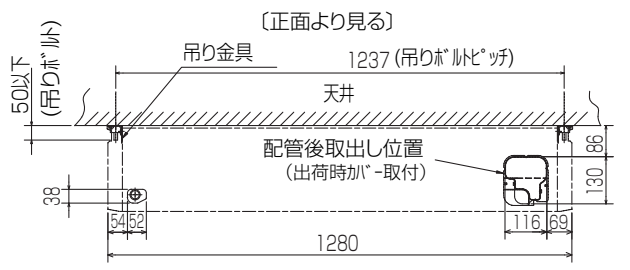 〔正面より見る〕
1237 (吊りボルトピッチ)
吊り金具
50以下
(吊りボルト)
天井
86
配管後取出し位置
(出荷時カバー取付)
130
38
54
52
116
69
1280